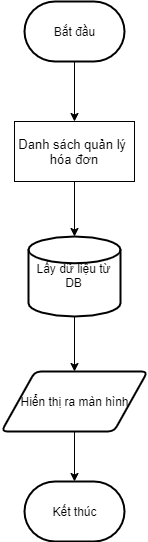 Bắt đầu
Danh sách quản lý
hóa đơn
Lấy dữ liệu từ
DB
Hiển thị ra màn hình
Kết thúc